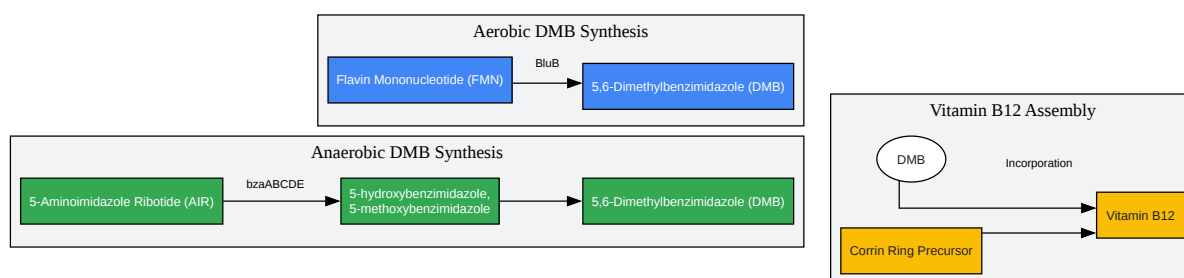 Aerobic DMB Synthesis
Flavin Mononucleotide (FMN)
BluB
5,6-Dimethylbenzimidazole (DMB)
Anaerobic DMB Synthesis
5-Aminoimidazole Ribotide (AIR)
bzaABCDE
5-hydroxybenzimidazole,
5-methoxybenzimidazole
5,6-Dimethylbenzimidazole (DMB)
Vitamin B12 Assembly
DMB
Incorporation
Vitamin B12
Corrin Ring Precursor